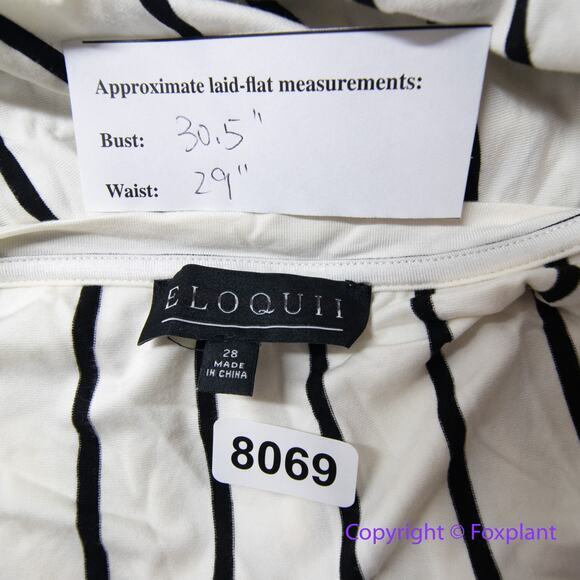 Approximate laid-flat measurements:
Bust: 30.5"
Waist: 29"
ELOQUII
28
MADE
IN CHINA
8069
Copyright © Foxplant